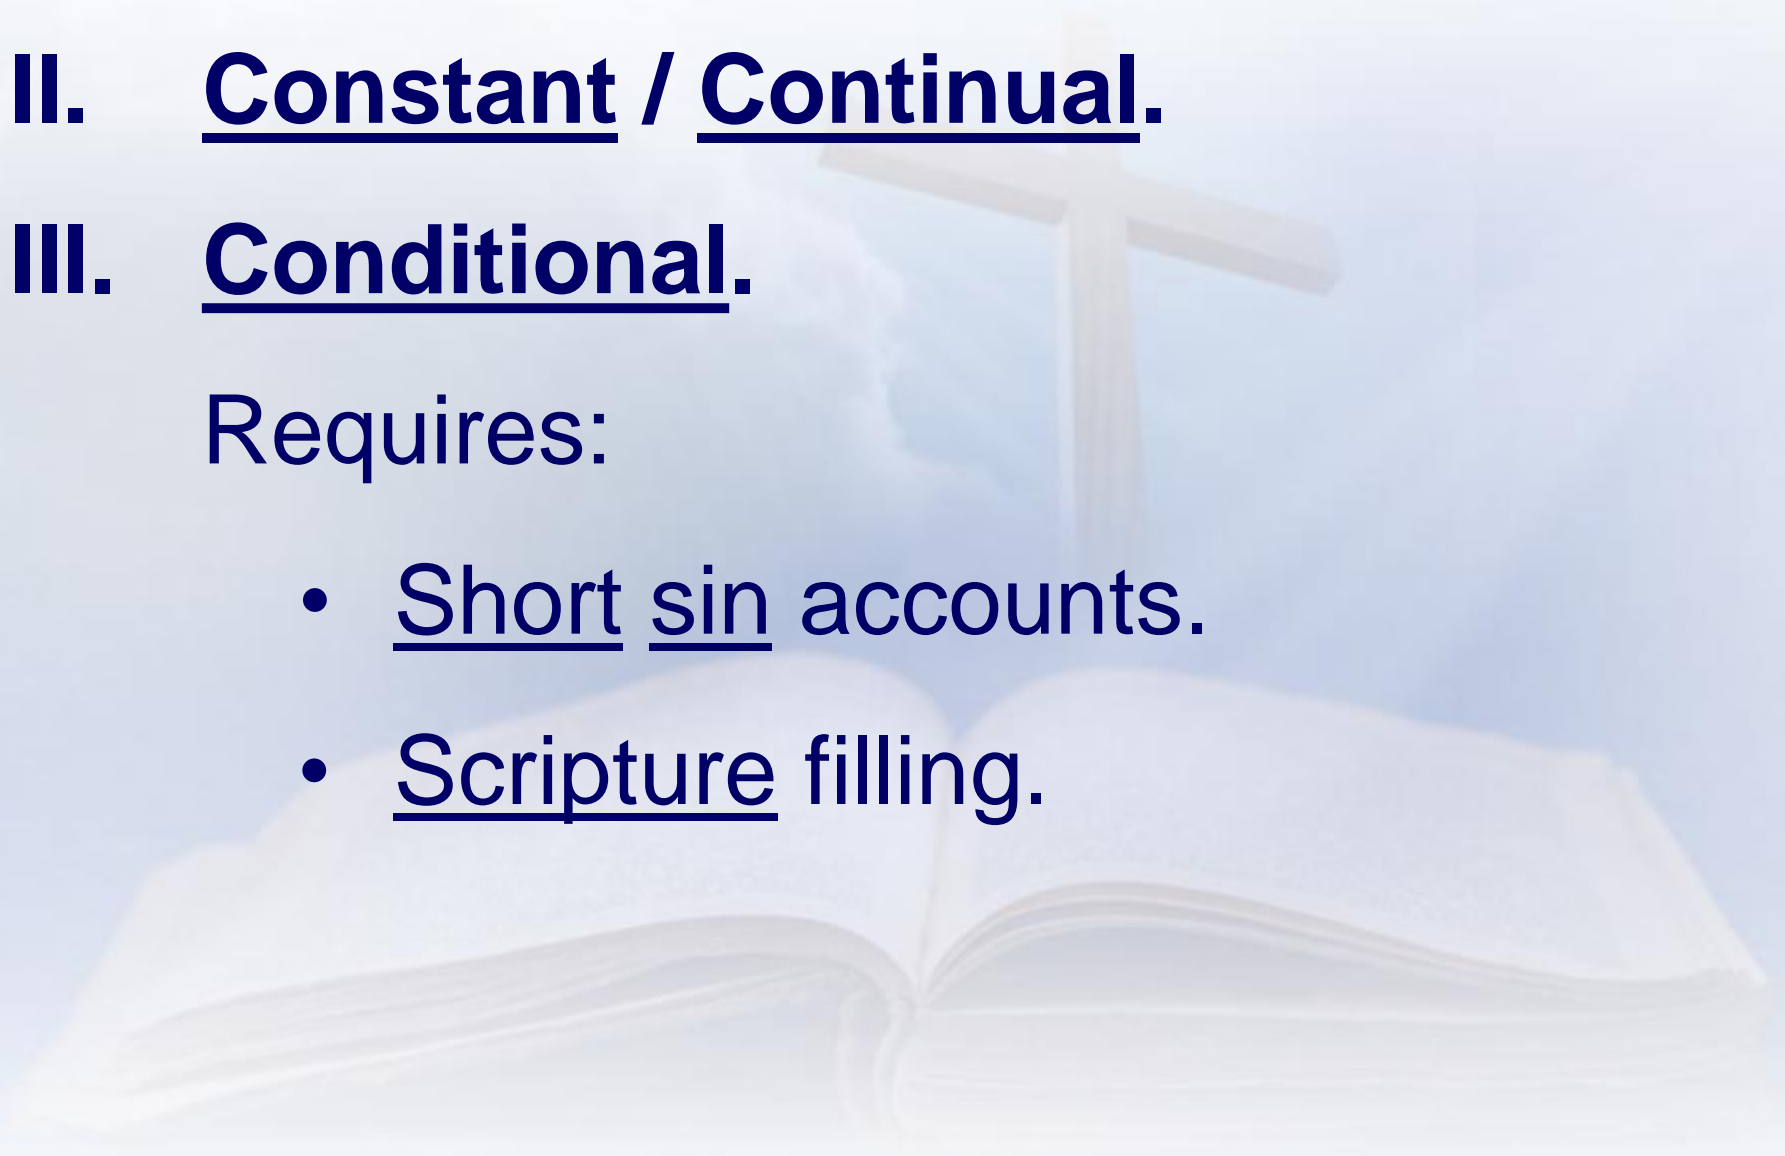 II. Constant / Continual.
III. Conditional.
Requires:
• Short sin accounts.
• Scripture filling.